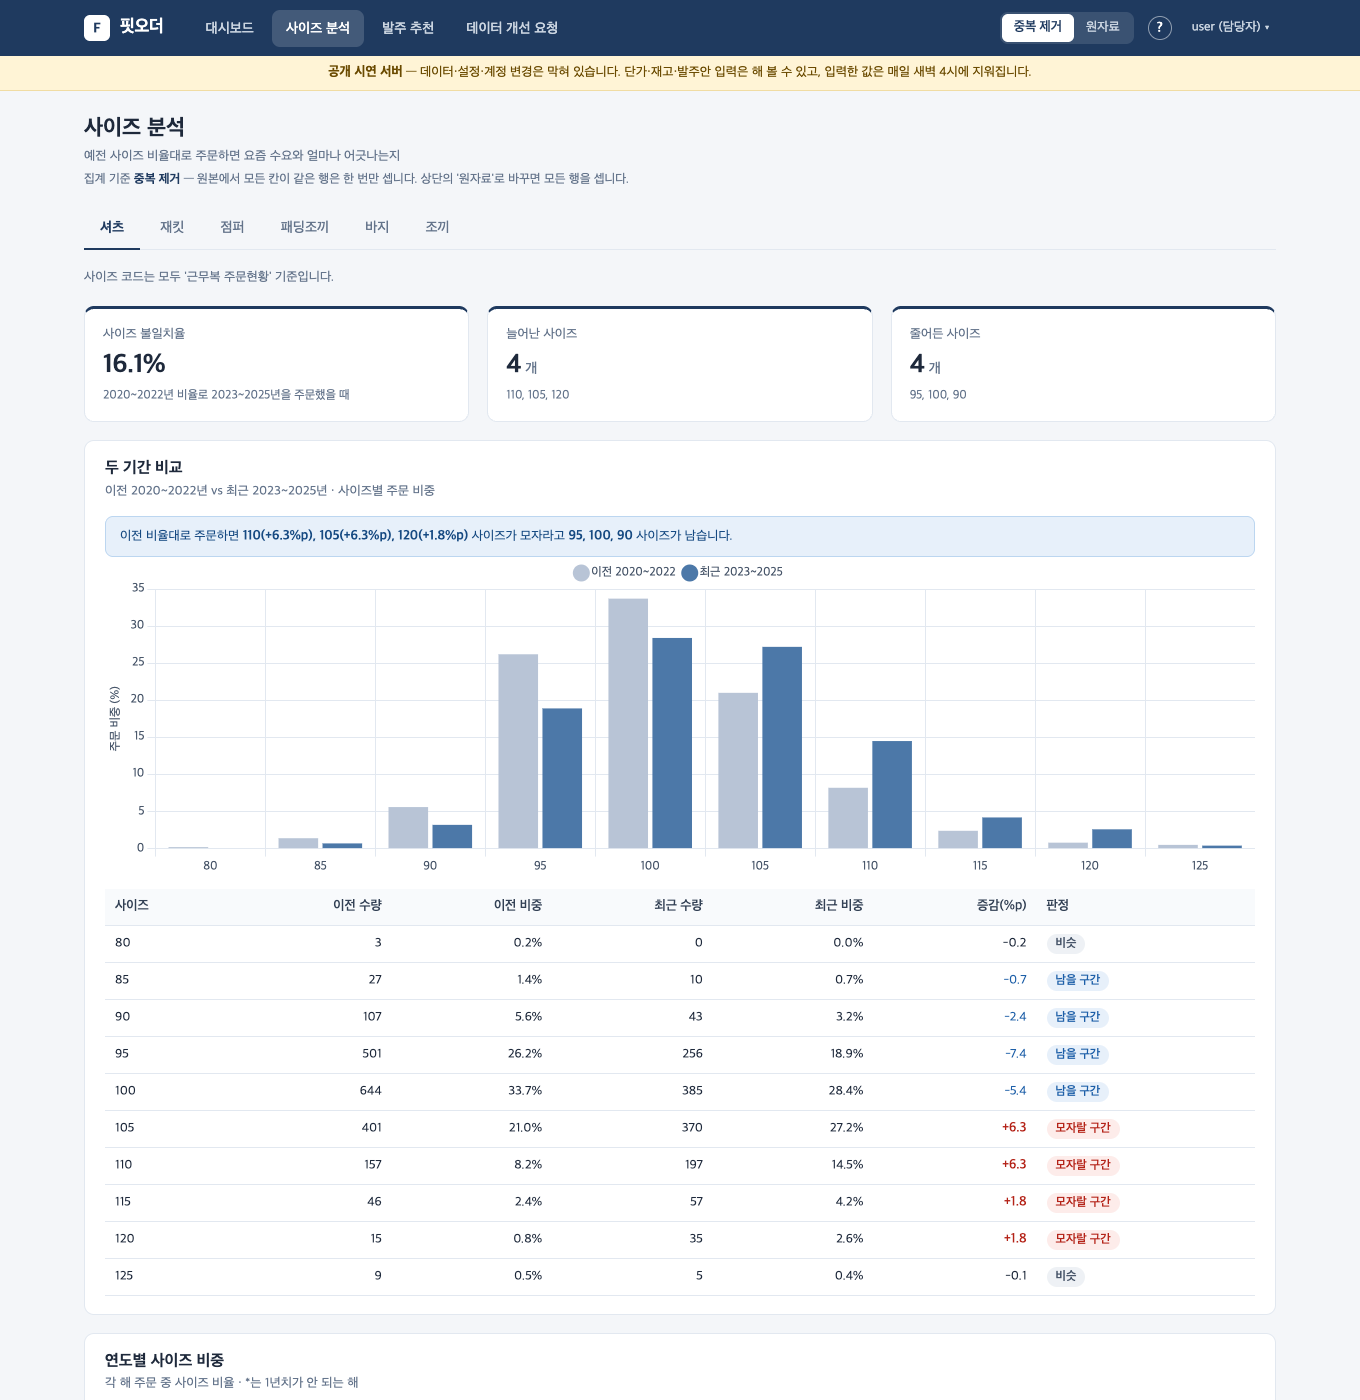 F 핏오더 대시보드 사이즈 분석 발주 추천 데이터 개선 요청 중복 제거 원자료 ? user (담당자) ▾
공개 시연 서버 — 데이터·설정·계정 변경은 막혀 있습니다. 단가·재고·발주안 입력은 해 볼 수 있고, 입력한 값은 매일 새벽 4시에 지워집니다.
사이즈 분석
예전 사이즈 비율대로 주문하면 요즘 수요와 얼마나 어긋나는지
집계 기준 중복 제거 — 원본에서 모든 칸이 같은 행은 한 번만 셉니다. 상단의 '원자료'로 바꾸면 모든 행을 셉니다.
셔츠 재킷 점퍼 패딩조끼 바지 조끼
사이즈 코드는 모두 '근무복 주문현황' 기준입니다.
사이즈 불일치율
16.1%
2020~2022년 비율로 2023~2025년을 주문했을 때
늘어난 사이즈
4 개
110, 105, 120
줄어든 사이즈
4 개
95, 100, 90
두 기간 비교
이전 2020~2022년 vs 최근 2023~2025년 · 사이즈별 주문 비중
이전 비율대로 주문하면 110(+6.3%p), 105(+6.3%p), 120(+1.8%p) 사이즈가 모자라고 95, 100, 90 사이즈가 남습니다.
이전 2020~2022 최근 2023~2025
주문 비중 (%)
35
30
25
20
15
10
5
0
80 85 90 95 100 105 110 115 120 125
사이즈 이전 수량 이전 비중 최근 수량 최근 비중 증감(%p) 판정
80 3 0.2% 0 0.0% -0.2 비슷
85 27 1.4% 10 0.7% -0.7 남을 구간
90 107 5.6% 43 3.2% -2.4 남을 구간
95 501 26.2% 256 18.9% -7.4 남을 구간
100 644 33.7% 385 28.4% -5.4 남을 구간
105 401 21.0% 370 27.2% +6.3 모자랄 구간
110 157 8.2% 197 14.5% +6.3 모자랄 구간
115 46 2.4% 57 4.2% +1.8 모자랄 구간
120 15 0.8% 35 2.6% +1.8 모자랄 구간
125 9 0.5% 5 0.4% -0.1 비슷
연도별 사이즈 비중
각 해 주문 중 사이즈 비율 · *는 1년치가 안 되는 해